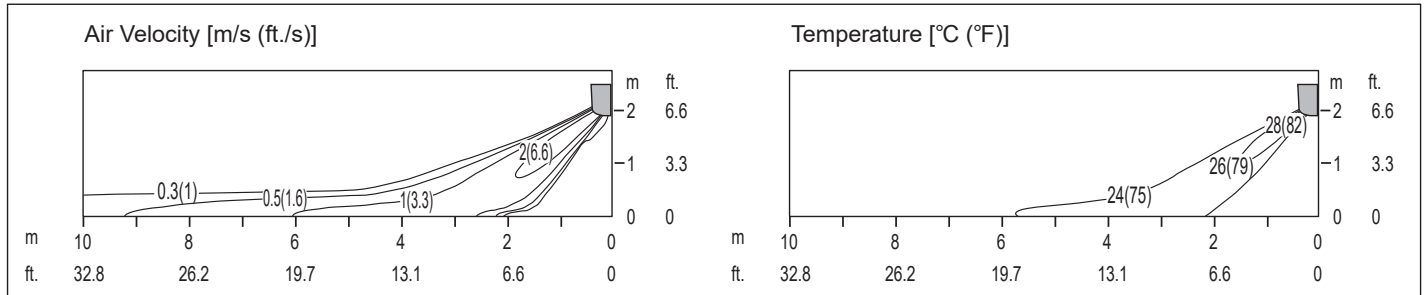 Air Velocity [m/s (ft./s)]
m ft.
2 6.6
2(6.6)
1 3.3
0.3(1)
0.5(1.6)
1(3.3)
0 0
m 10 8 6 4 2 0
ft. 32.8 26.2 19.7 13.1 6.6 0
Temperature [℃ (℉)]
m ft.
2 6.6
28(82)
26(79)
1 3.3
24(75)
0 0
m 10 8 6 4 2 0
ft. 32.8 26.2 19.7 13.1 6.6 0